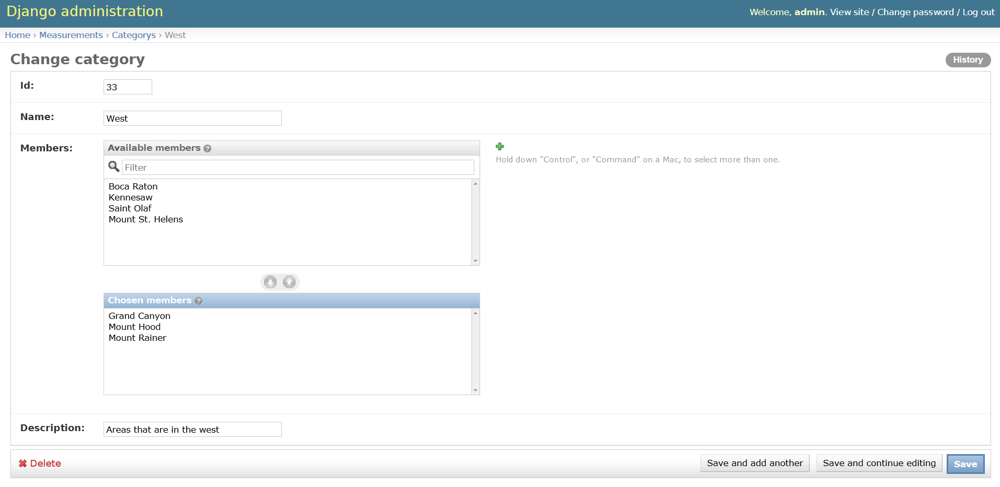 Django administration
Welcome, admin. View site / Change password / Log out
Home › Measurements › Categorys › West
Change category
History
Id:
33
Name:
West
Members:
Available members ?
Filter
Boca Raton
Kennesaw
Saint Olaf
Mount St. Helens
Hold down "Control", or "Command" on a Mac, to select more than one.
Chosen members ?
Grand Canyon
Mount Hood
Mount Rainer
Description:
Areas that are in the west
Delete
Save and add another
Save and continue editing
Save